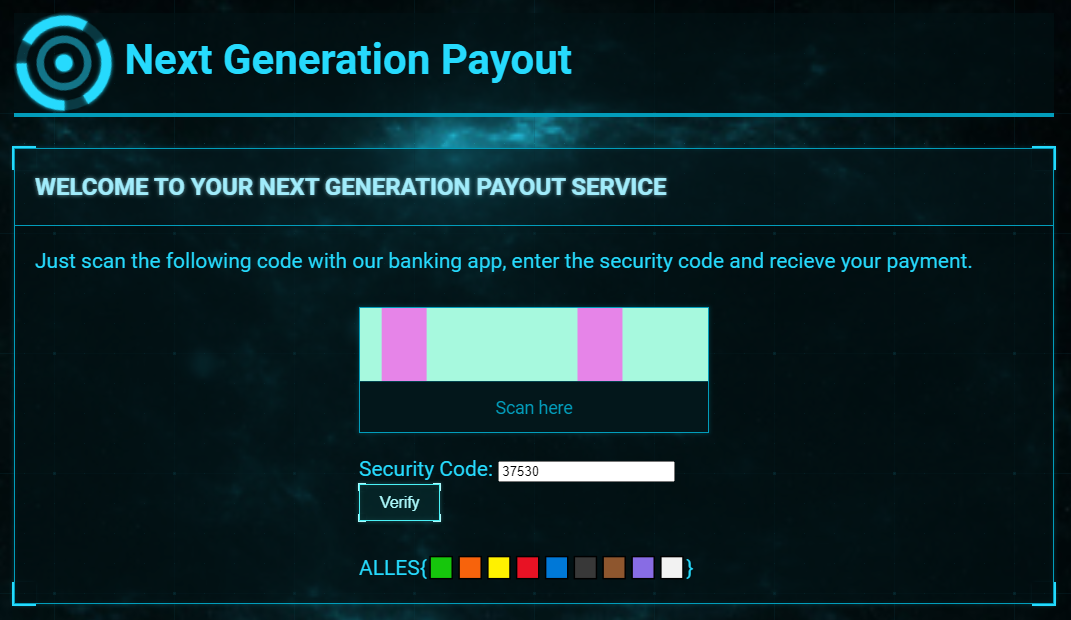 Next Generation Payout
WELCOME TO YOUR NEXT GENERATION PAYOUT SERVICE
Just scan the following code with our banking app, enter the security code and recieve your payment.
Scan here
Security Code: 37530
Verify
ALLES{🟩🟧🟨🟥🟦⬛🟫🟪⬜}